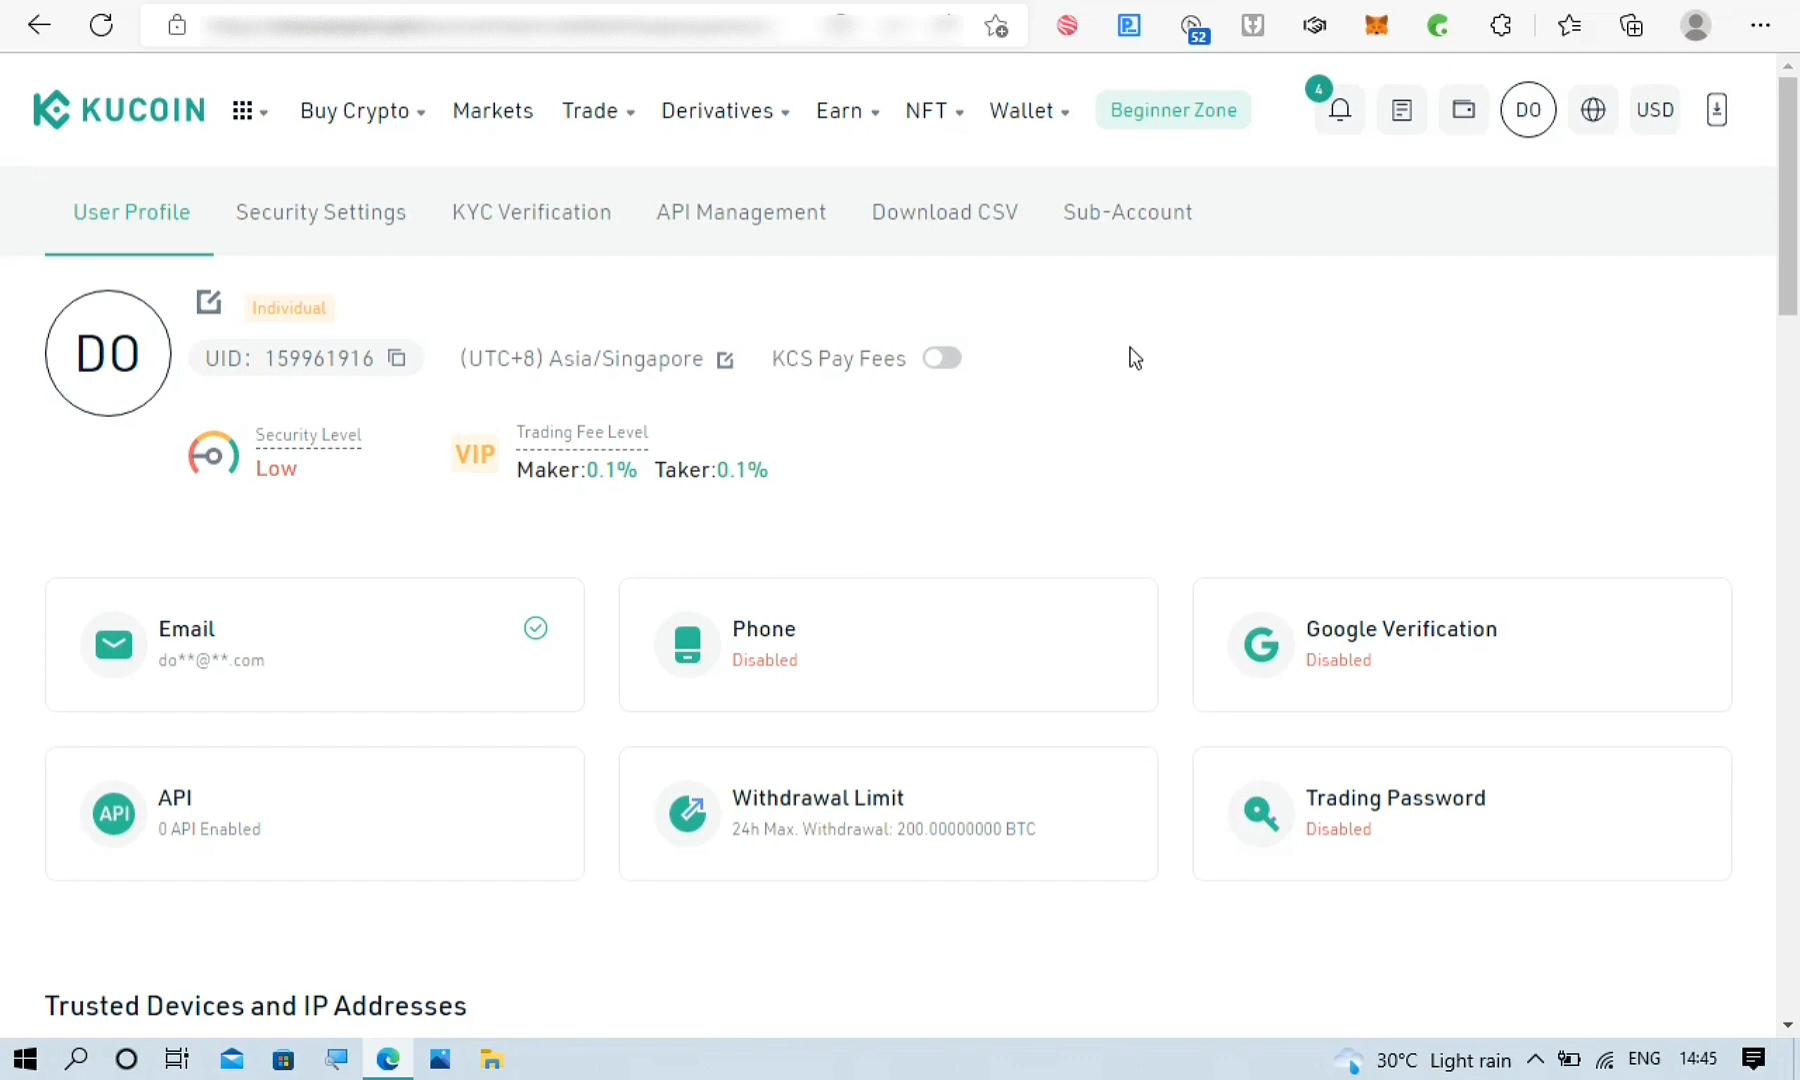 52
KUCOIN Buy Crypto Markets Trade Derivatives Earn NFT Wallet Beginner Zone 4 DO USD
User Profile Security Settings KYC Verification API Management Download CSV Sub-Account
DO
Individual
UID: 159961916 (UTC+8) Asia/Singapore KCS Pay Fees
Security Level
Low
VIP
Trading Fee Level
Maker:0.1% Taker:0.1%
Email
do**@**.com
Phone
Disabled
Google Verification
Disabled
API
API
0 API Enabled
Withdrawal Limit
24h Max. Withdrawal: 200.00000000 BTC
Trading Password
Disabled
Trusted Devices and IP Addresses
30°C Light rain ENG 14:45